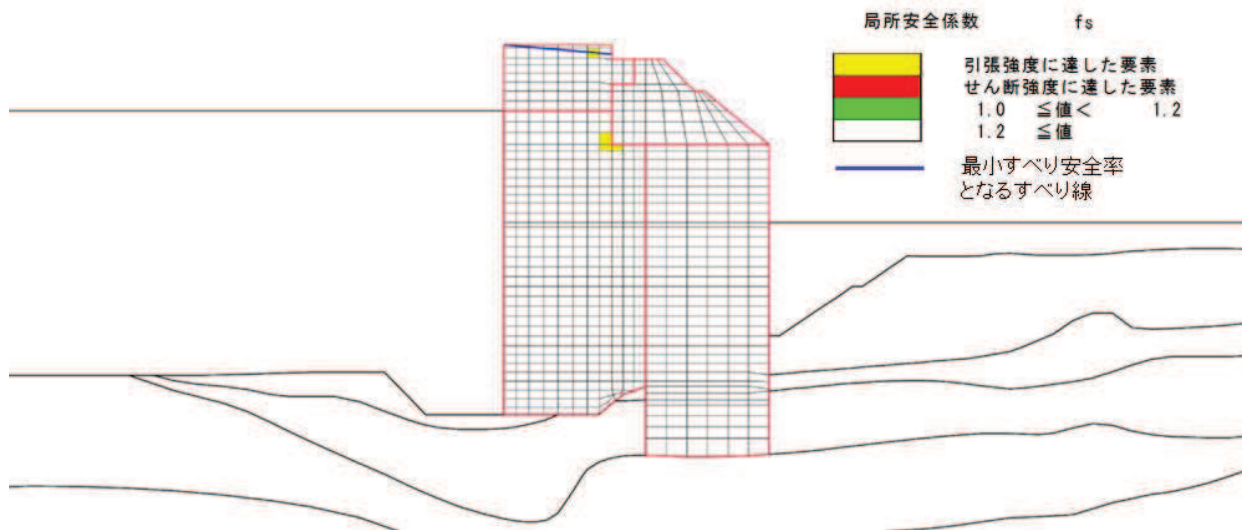 局所安全係数 fs
引張強度に達した要素
せん断強度に達した要素
1.0 ≦値< 1.2
1.2 ≦値
最小すべり安全率
となるすべり線